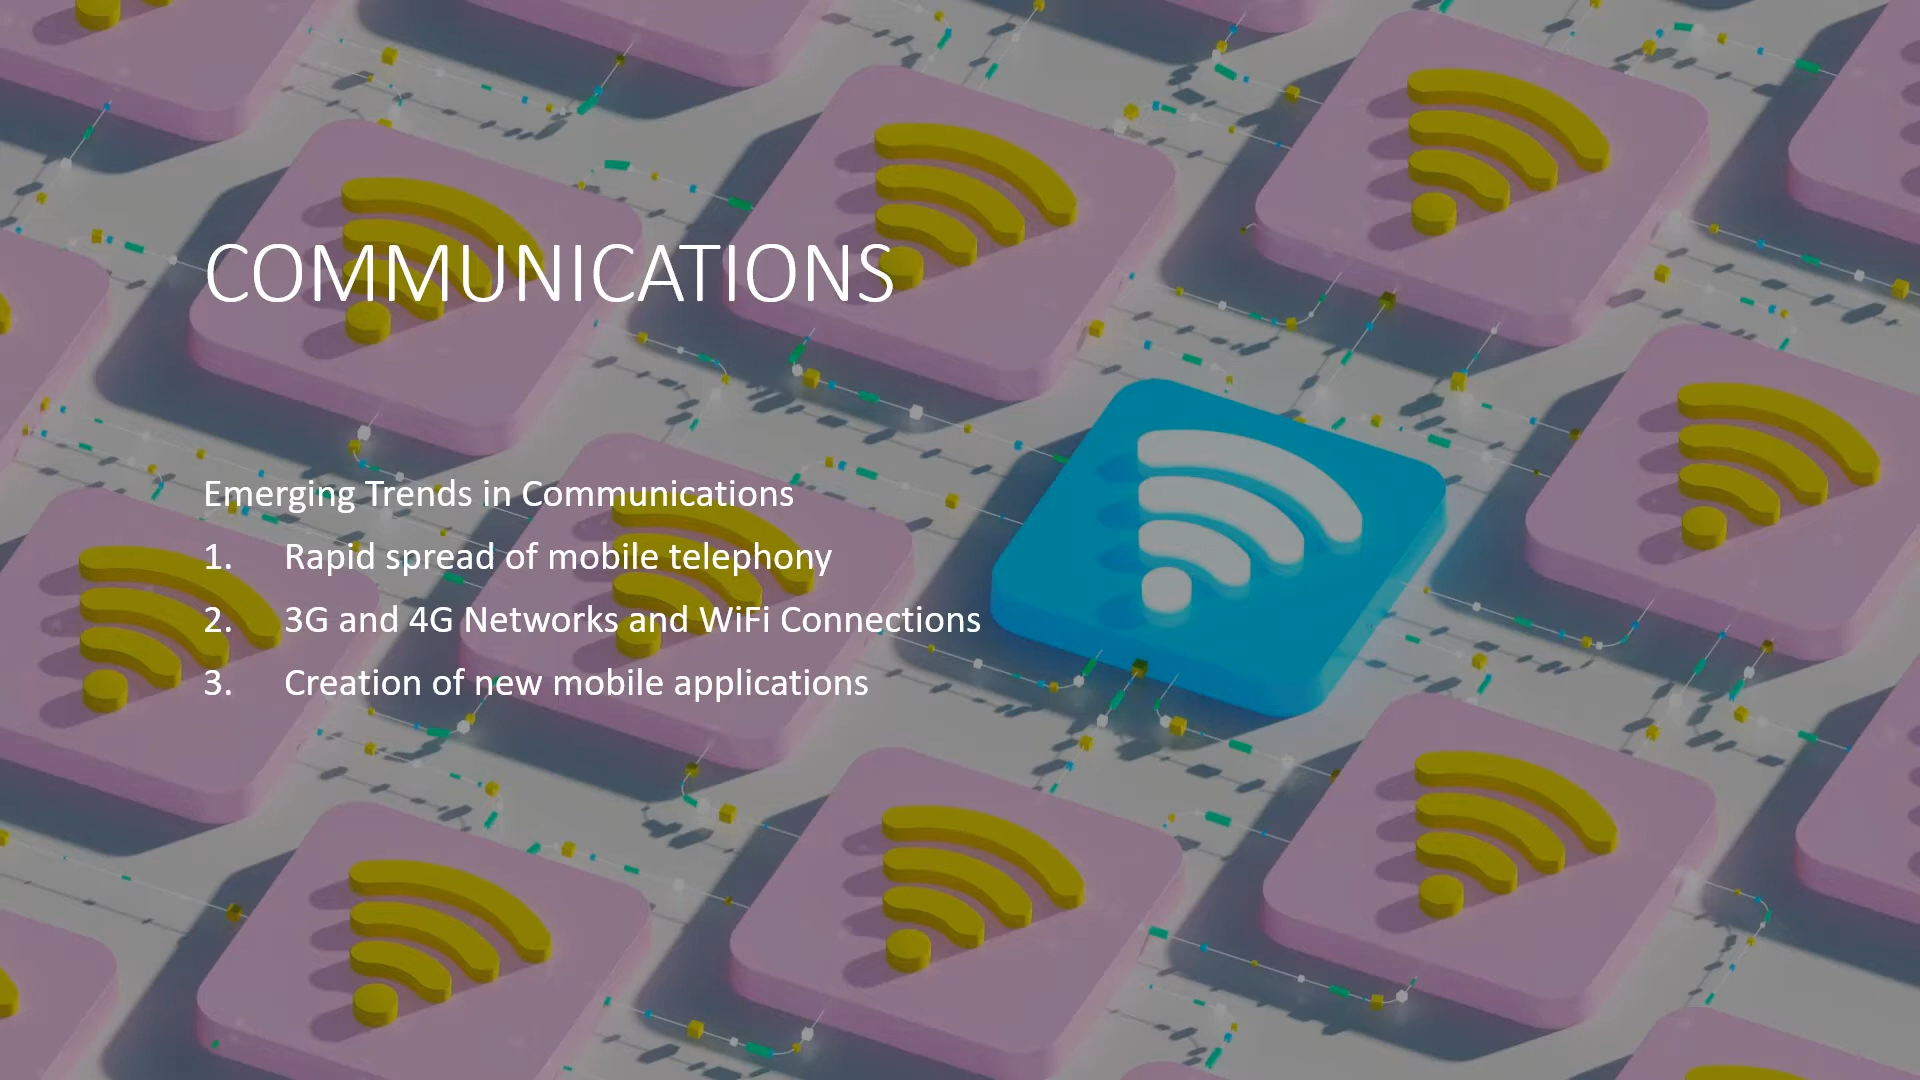 COMMUNICATIONS
Emerging Trends in Communications
1. Rapid spread of mobile telephony
2. 3G and 4G Networks and WiFi Connections
3. Creation of new mobile applications